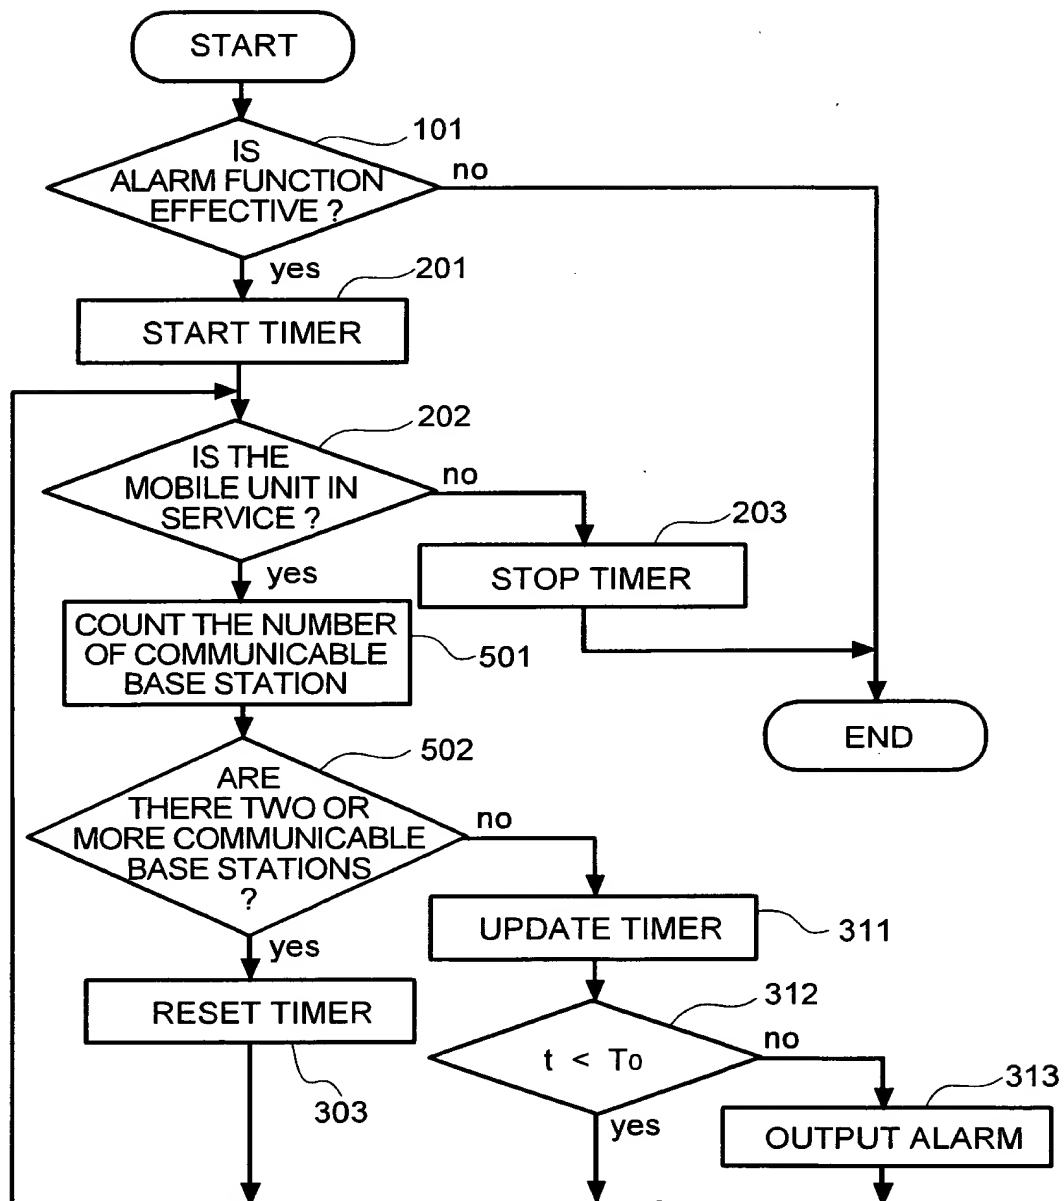 START
101
IS
ALARM FUNCTION
EFFECTIVE ?
no
yes
201
START TIMER
202
IS THE
MOBILE UNIT IN
SERVICE ?
no
203
yes
STOP TIMER
COUNT THE NUMBER
OF COMMUNICABLE
BASE STATION
501
END
502
ARE
THERE TWO OR
MORE COMMUNICABLE
BASE STATIONS
?
no
yes
UPDATE TIMER
311
RESET TIMER
303
312
t < T0
no
yes
313
OUTPUT ALARM